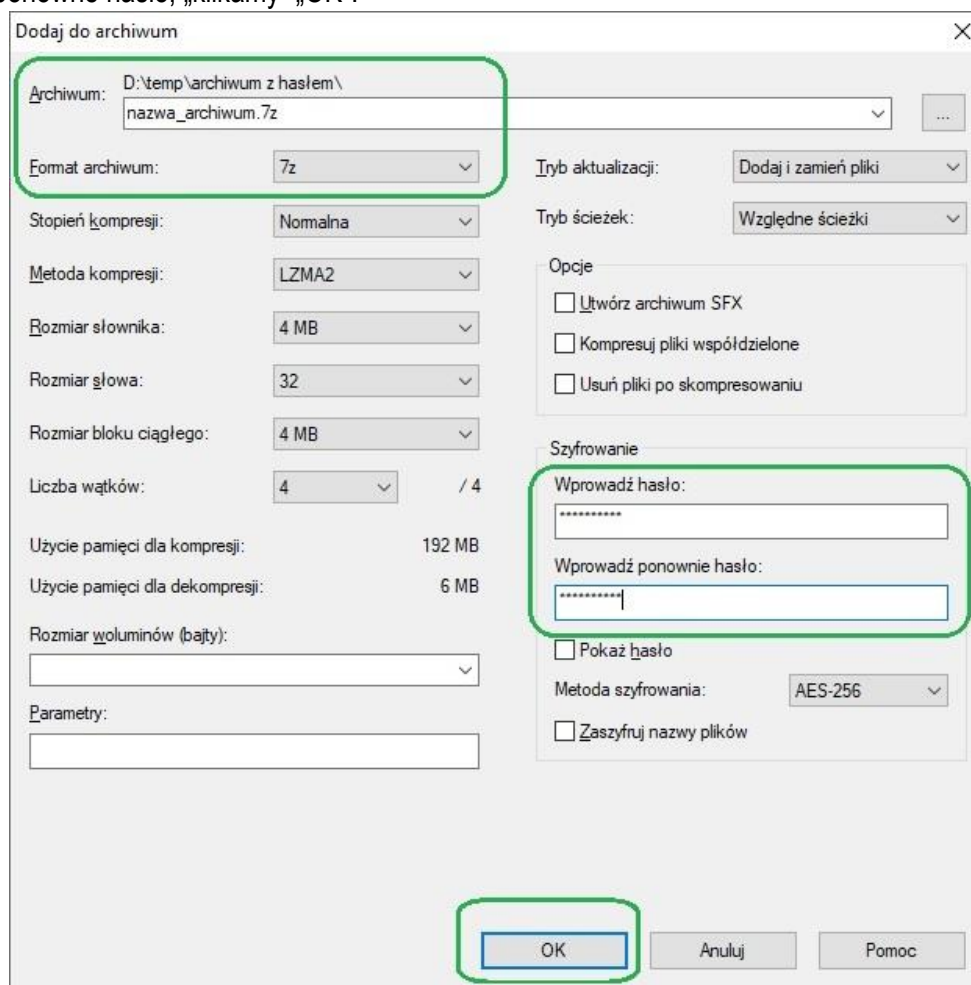 hasło, „klikamy" „OK".
Dodaj do archiwum
Archiwum:
D:\temp\archiwum z hasłem\
nazwa_archiwum.7z
...
Format archiwum:
7z
Tryb aktualizacji:
Dodaj i zamień pliki
Stopień kompresji:
Normalna
Tryb ścieżek:
Względne ścieżki
Metoda kompresji:
LZMA2
Opcje
Utwórz archiwum SFX
Rozmiar słownika:
4 MB
Kompresuj pliki współdzielone
Rozmiar słowa:
32
Usuń pliki po skompresowaniu
Rozmiar bloku ciągłego:
4 MB
Szyfrowanie
Liczba wątków:
4
/ 4
Wprowadź hasło:
**********
Użycie pamięci dla kompresji:
192 MB
Wprowadź ponownie hasło:
**********
Użycie pamięci dla dekompresji:
6 MB
Rozmiar woluminów (bajty):
Pokaż hasło
Metoda szyfrowania:
AES-256
Parametry:
Zaszyfruj nazwy plików
OK
Anuluj
Pomoc